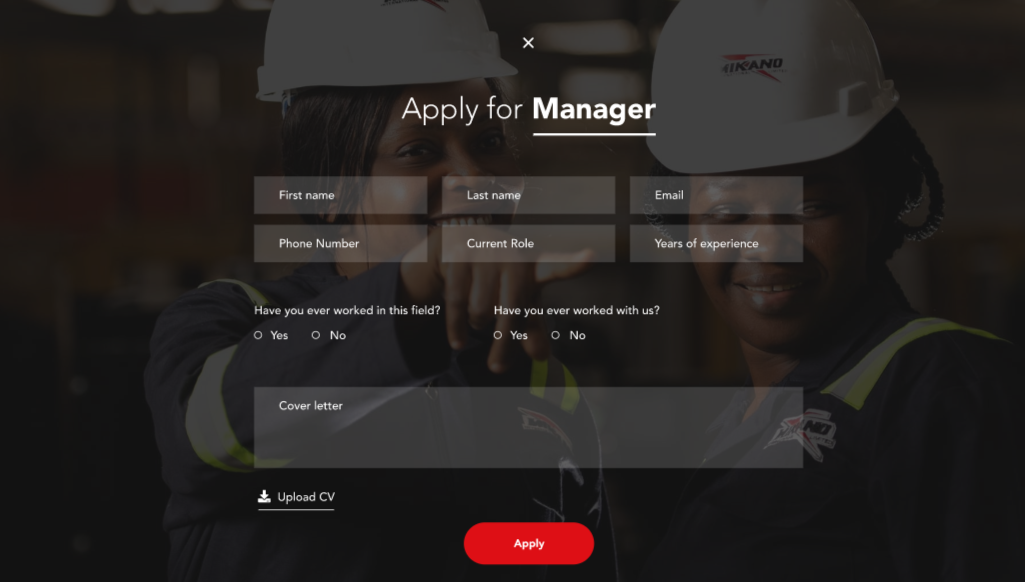 MIKANO
Apply for Manager
First name
Last name
Email
Phone Number
Current Role
Years of experience
Have you ever worked in this field?
Have you ever worked with us?
Yes
No
Yes
No
Cover letter
Upload CV
Apply